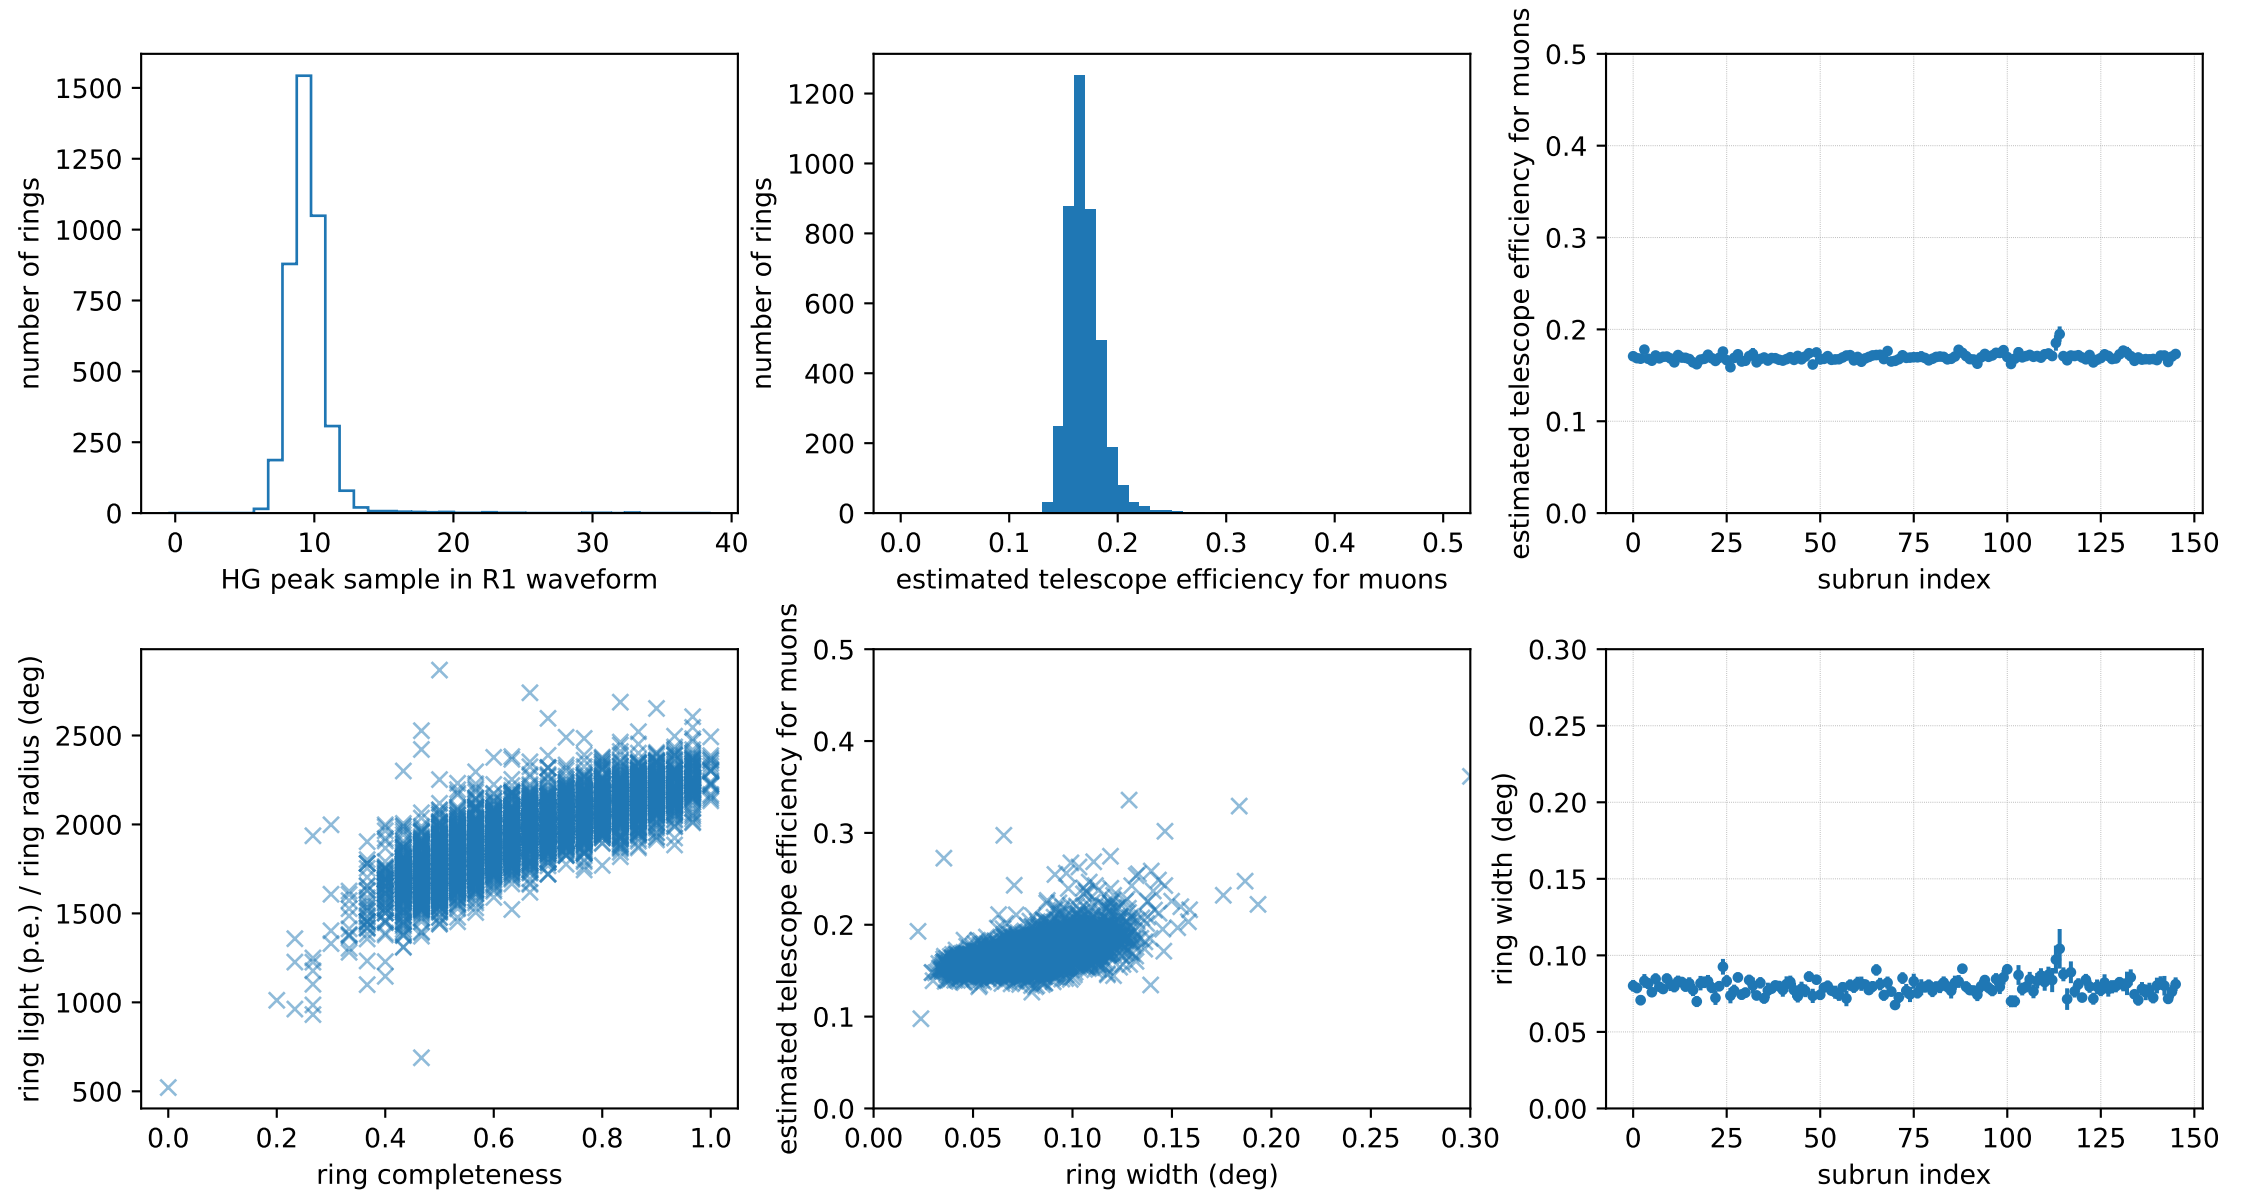 1500
1250
1000
750
500
250
0
number of rings
0 10 20 30 40
HG peak sample in R1 waveform
1200
1000
800
600
400
200
0
number of rings
0.0 0.1 0.2 0.3 0.4 0.5
estimated telescope efficiency for muons
0.5
0.4
0.3
0.2
0.1
0.0
estimated telescope efficiency for muons
0 25 50 75 100 125 150
subrun index
2500
2000
1500
1000
500
ring light (p.e.) / ring radius (deg)
0.0 0.2 0.4 0.6 0.8 1.0
ring completeness
0.5
0.4
0.3
0.2
0.1
0.0
estimated telescope efficiency for muons
0.00 0.05 0.10 0.15 0.20 0.25 0.30
ring width (deg)
0.30
0.25
0.20
0.15
0.10
0.05
0.00
ring width (deg)
0 25 50 75 100 125 150
subrun index